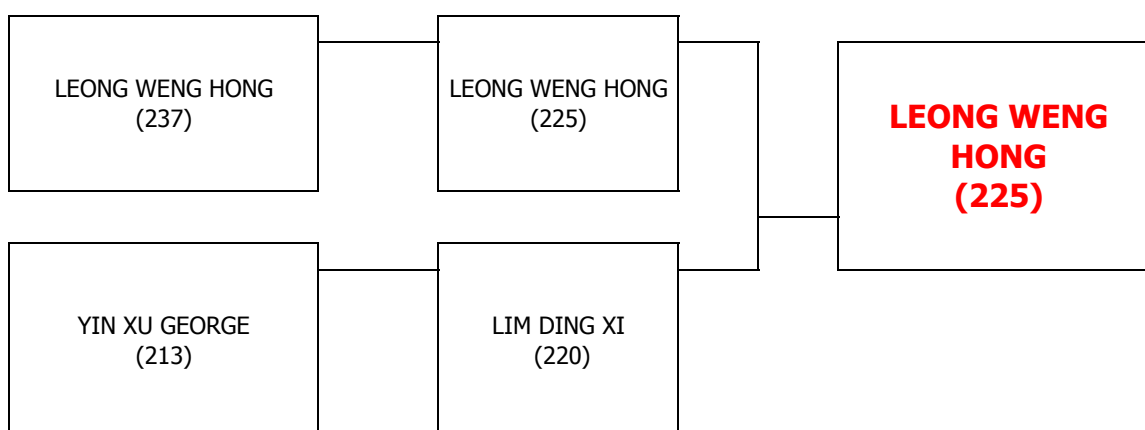 LEONG WENG HONG
(237)
LEONG WENG HONG
(225)
LEONG WENG
HONG
(225)
YIN XU GEORGE
(213)
LIM DING XI
(220)